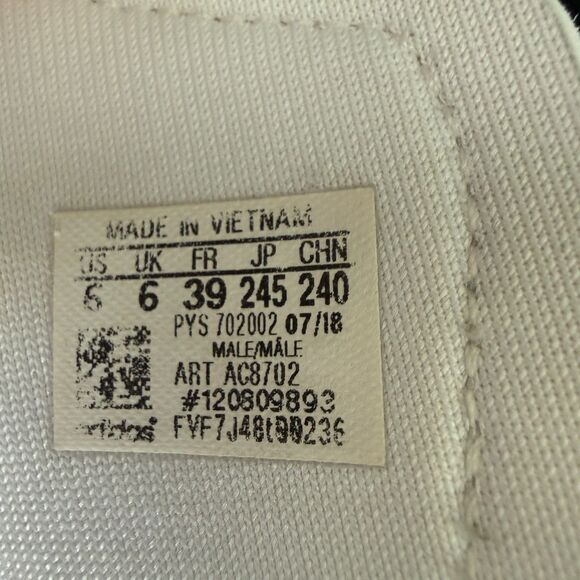 MADE IN VIETNAM
US UK FR JP CHN
6 39 245 240
PYS 702002 07/18
MALE/MÂLE
ART AC8702
#120809893
adidas